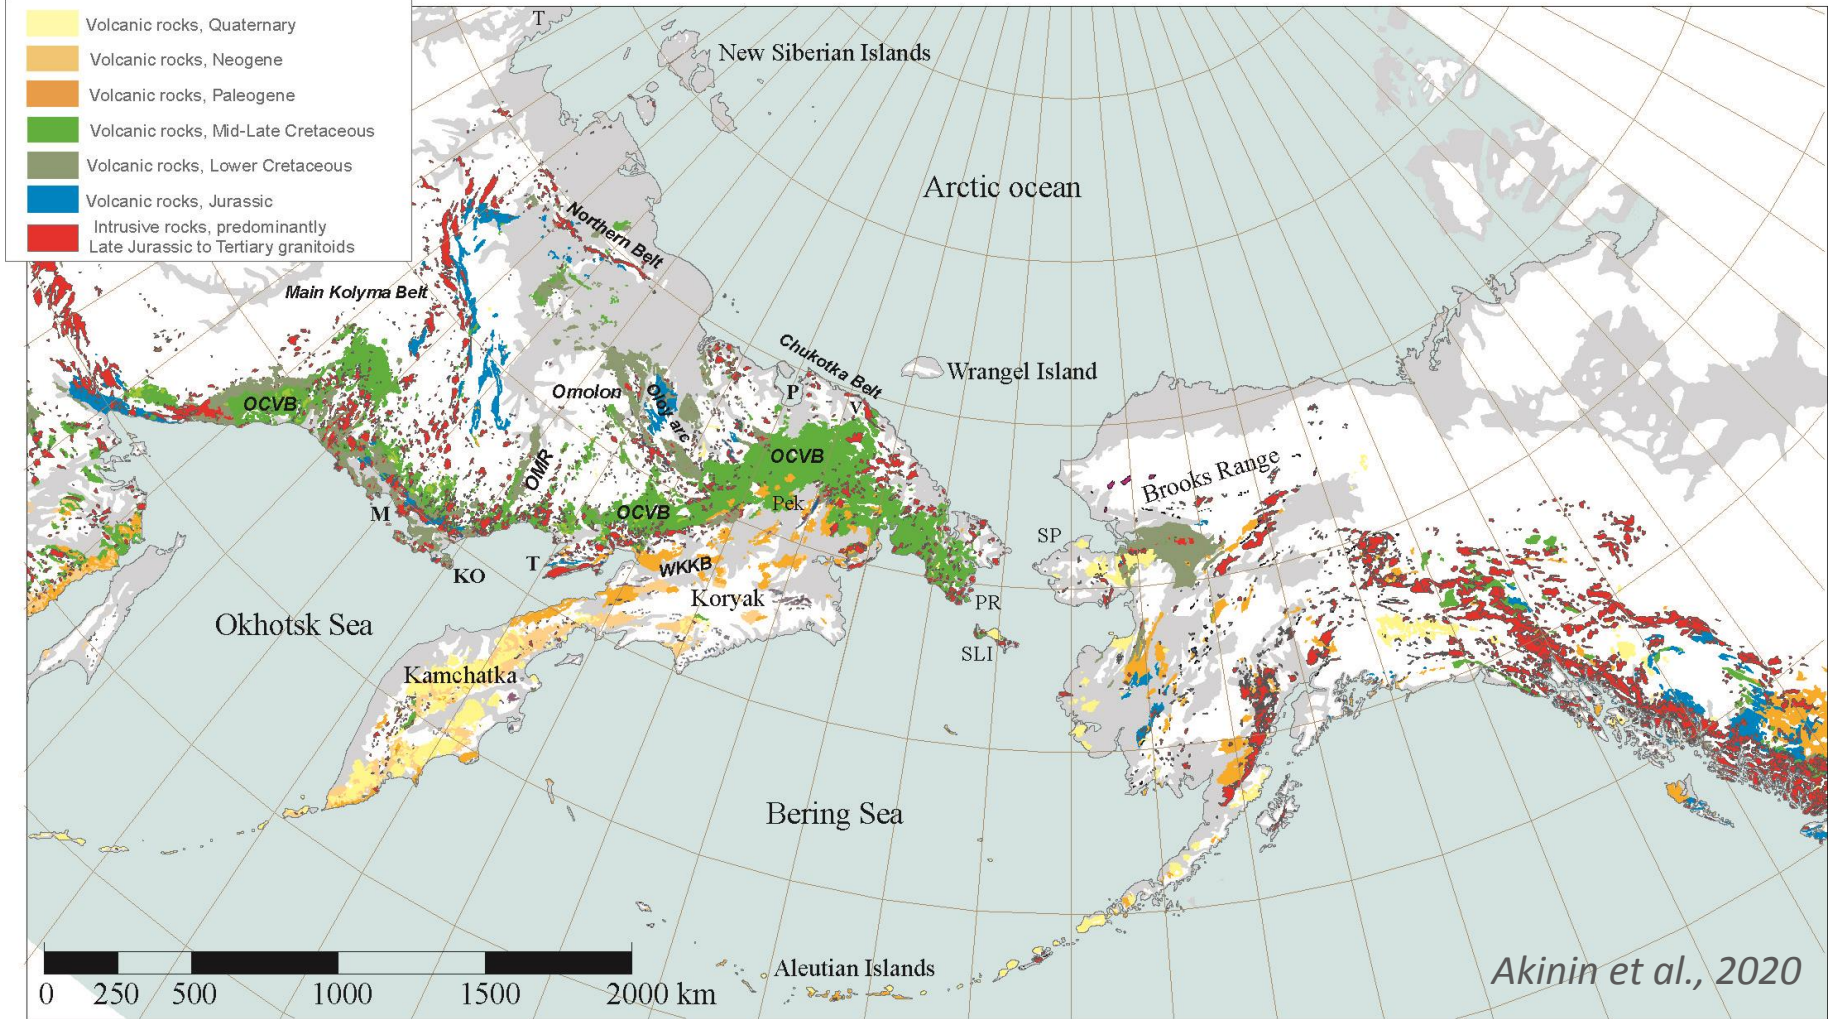 Volcanic rocks, Quaternary
Volcanic rocks, Neogene
Volcanic rocks, Paleogene
Volcanic rocks, Mid-Late Cretaceous
Volcanic rocks, Lower Cretaceous
Volcanic rocks, Jurassic
Intrusive rocks, predominantly
Late Jurassic to Tertiary granitoids
T
New Siberian Islands
Arctic ocean
Northern Belt
Main Kolyma Belt
Chukotka Belt
Wrangel Island
Omolon
Oloy arc
P
V
OCVB
OCVB
OMR
Brooks Range
Pek
OCVB
M
SP
T
WKKB
KO
Koryak
PR
Okhotsk Sea
SLI
Kamchatka
Bering Sea
Aleutian Islands
Akinin et al., 2020
0 250 500 1000 1500 2000 km